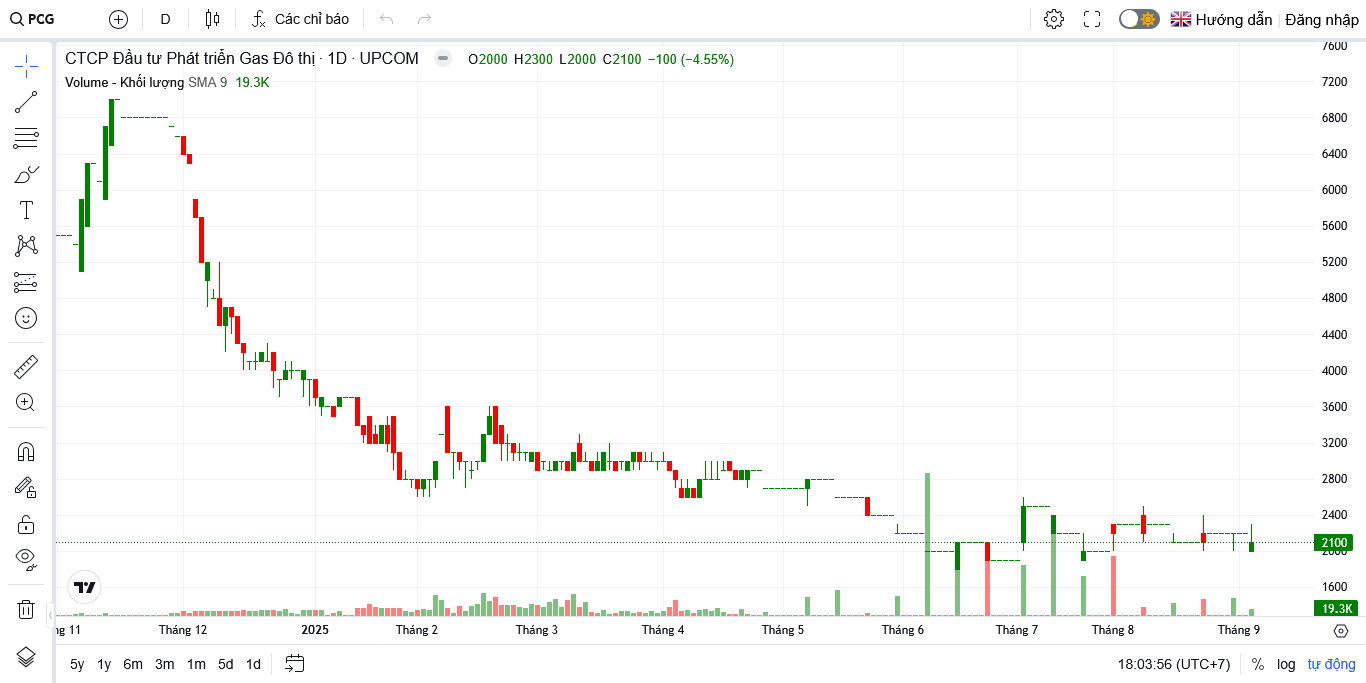 PCG D Các chỉ báo Hướng dẫn Đăng nhập
CTCP Đầu tư Phát triển Gas Đô thị · 1D · UPCOM O2000 H2300 L2000 C2100 −100 (−4.55%)
Volume - Khối lượng SMA 9 19.3K
7600
7200
6800
6400
6000
5600
5200
4800
4400
4000
3600
3200
2800
2400
2100
2000
1600
19.3K
ng 11 Tháng 12 2025 Tháng 2 Tháng 3 Tháng 4 Tháng 5 Tháng 6 Tháng 7 Tháng 8 Tháng 9
5y 1y 6m 3m 1m 5d 1d 18:03:56 (UTC+7) % log tự động